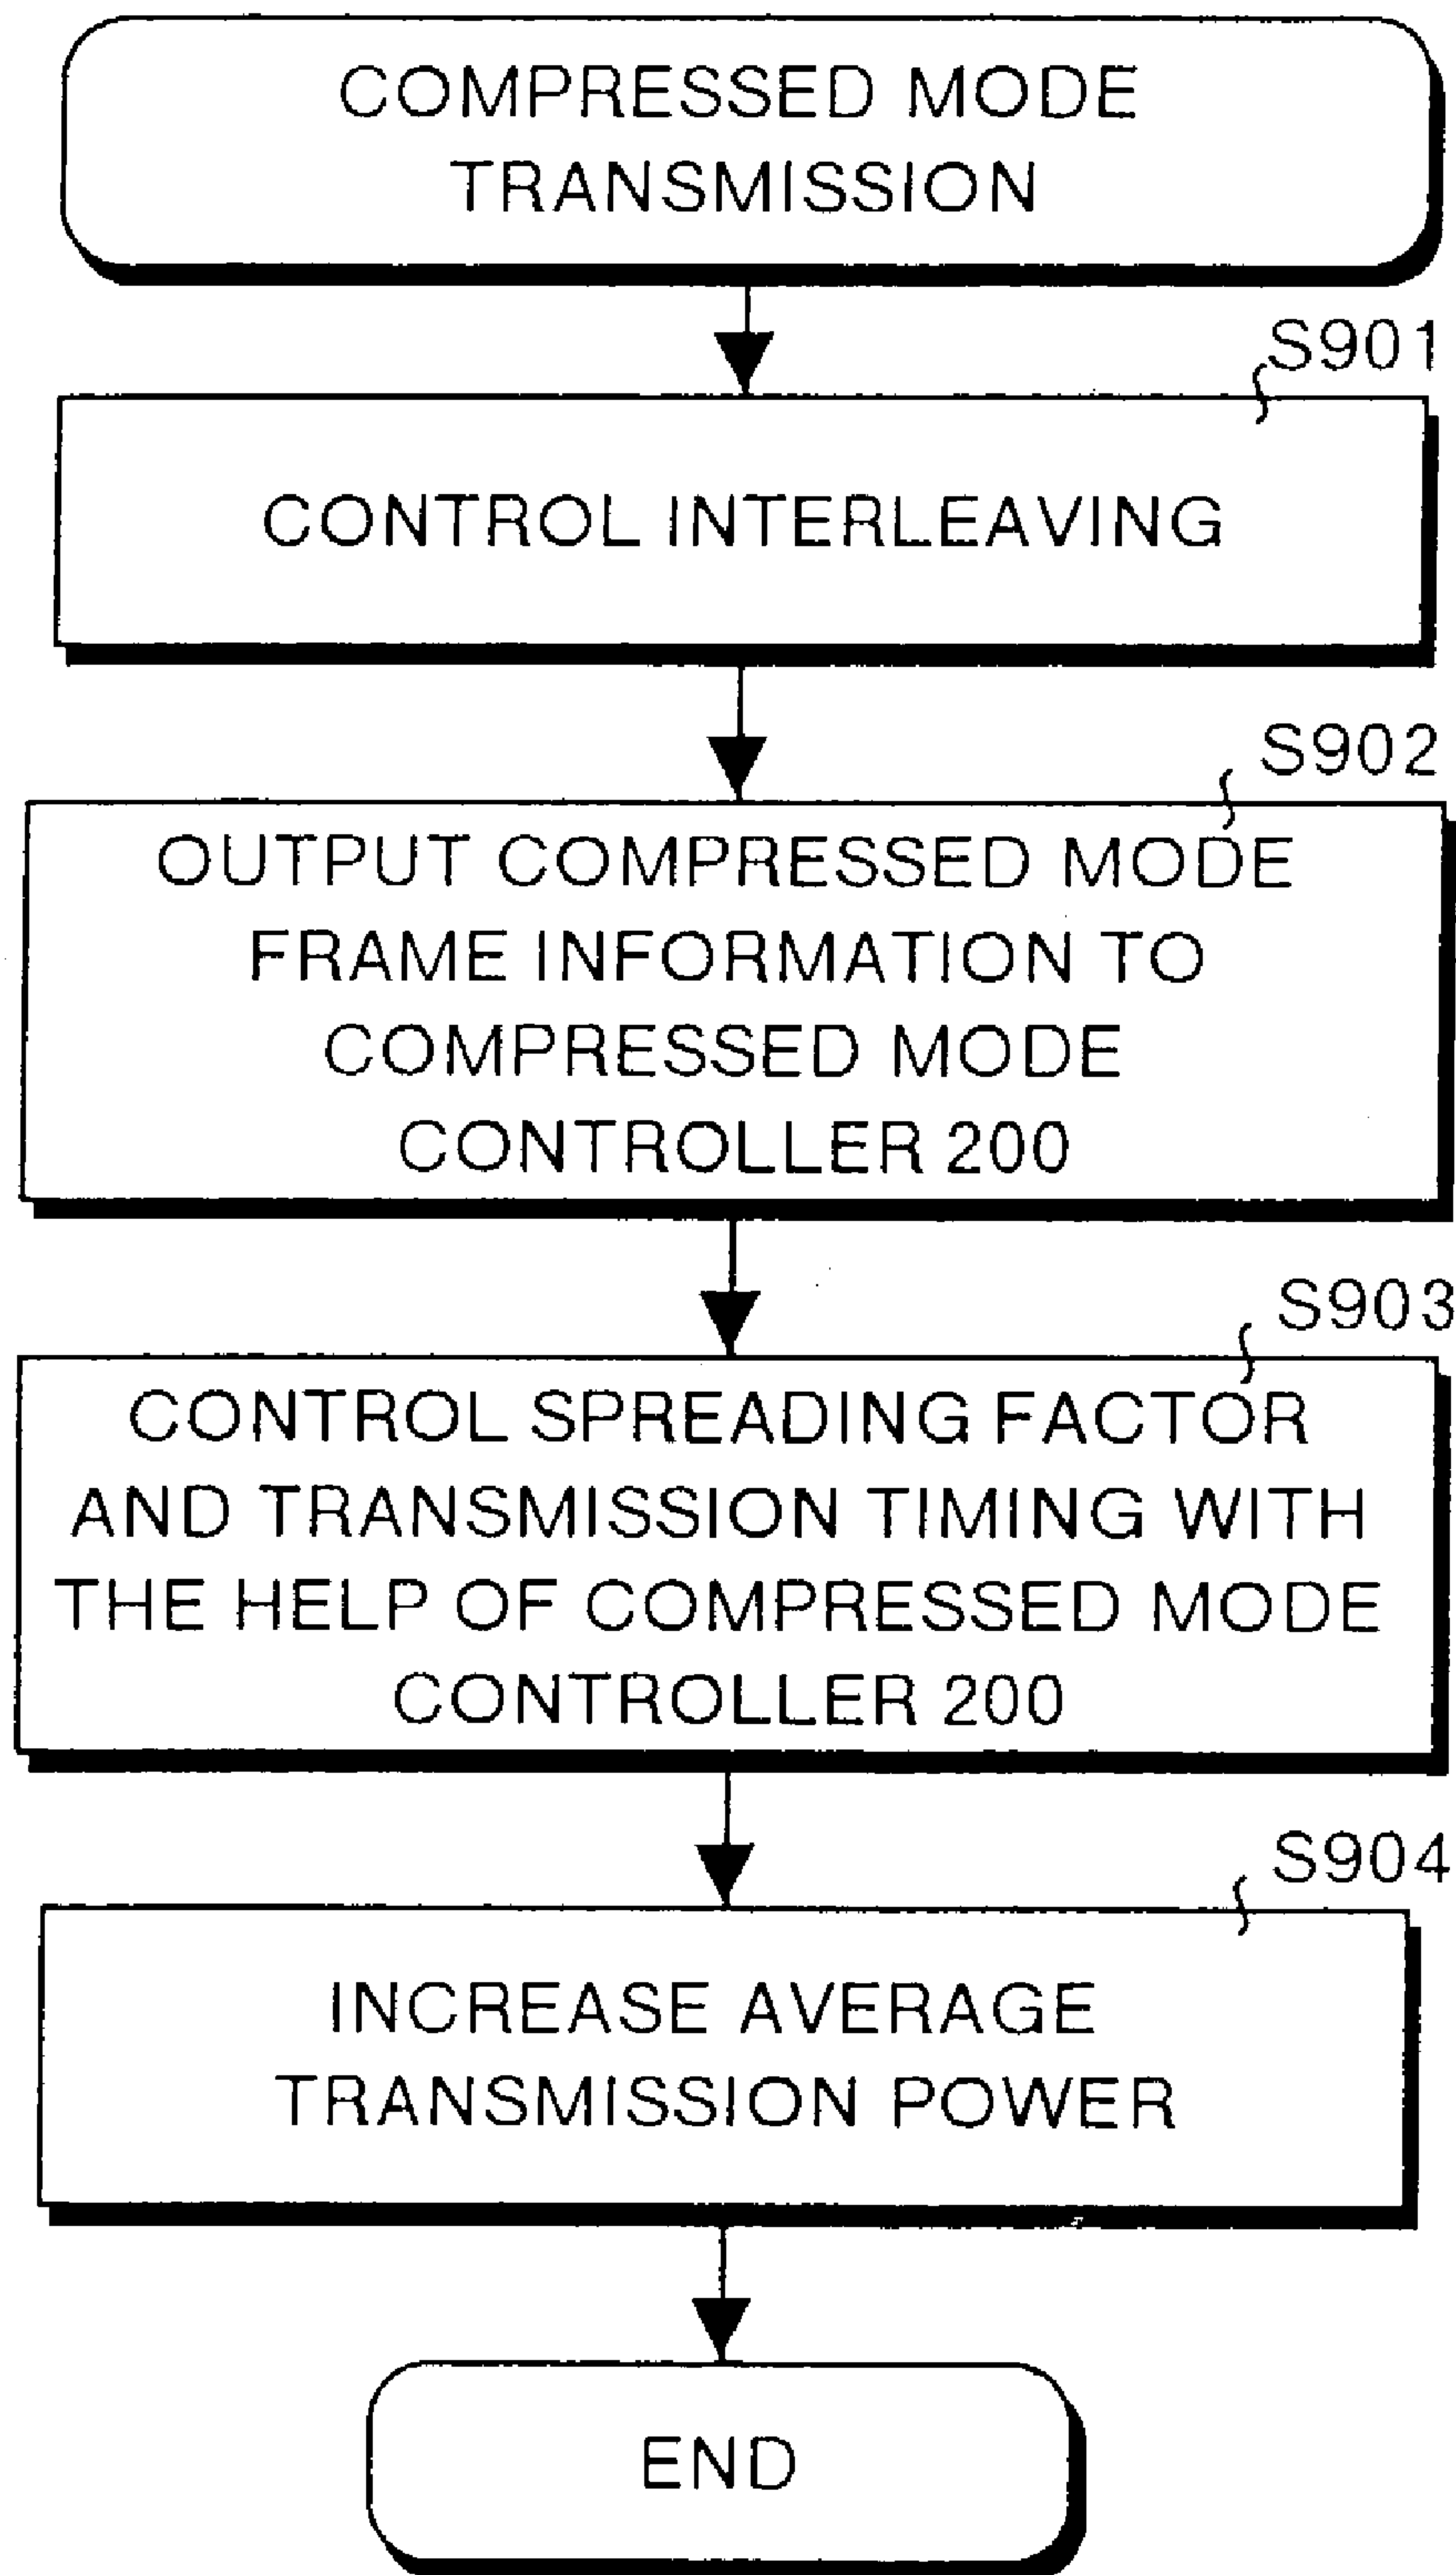 COMPRESSED MODE
TRANSMISSION
S901
CONTROL INTERLEAVING
S902
OUTPUT COMPRESSED MODE
FRAME INFORMATION TO
COMPRESSED MODE
CONTROLLER 200
S903
CONTROL SPREADING FACTOR
AND TRANSMISSION TIMING WITH
THE HELP OF COMPRESSED MODE
CONTROLLER 200
S904
INCREASE AVERAGE
TRANSMISSION POWER
END